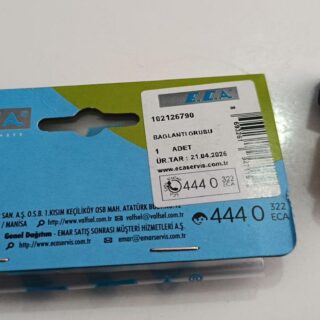 ECA
102126790
BAĞLANTI GRUBU
1 ADET
ÜR.TAR : 21.04.2025
www.ecaservis.com.tr
444 0 322
ECA
SAN. A.Ş. O.S.B. 1.KISIM KEÇİLİKÖY OSB MAH. ATATÜRK
/ MANİSA http://www.valfsel.com.tr valfsel@valfsel.com.tr
444 0 322
ECA
Genel Dağıtım - EMAR SATIŞ SONRASI MÜŞTERİ HİZMETLERİ A.Ş.
http://www.ecaservis.com.tr emar@emarservis.com.tr